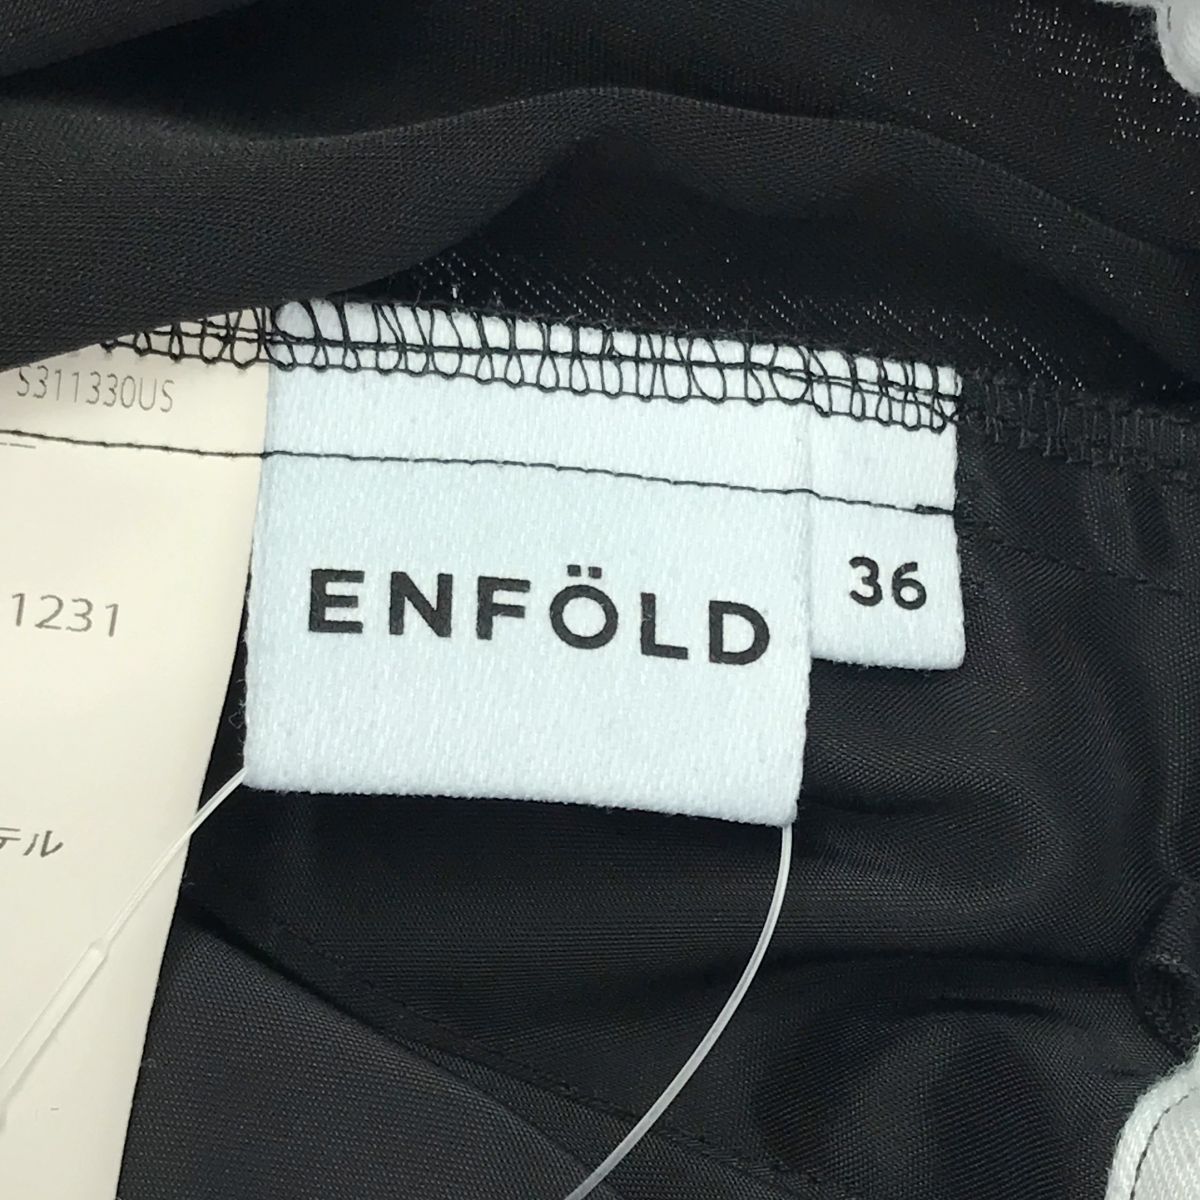 S311330US
ENFÖLD
36
1231
テル